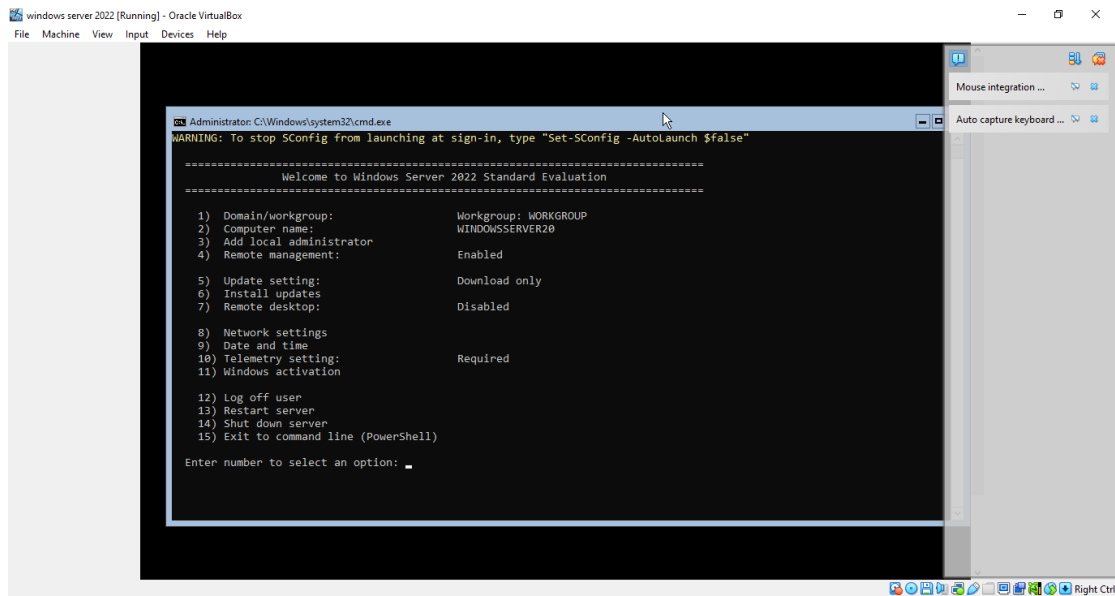 windows server 2022 [Running] - Oracle VirtualBox
File Machine View Input Devices Help
Mouse integration ...
Auto capture keyboard ...
Administrator: C:\Windows\system32\cmd.exe
WARNING: To stop SConfig from launching at sign-in, type "Set-SConfig -AutoLaunch $false"
================================================================================
Welcome to Windows Server 2022 Standard Evaluation
================================================================================
1) Domain/workgroup: Workgroup: WORKGROUP
2) Computer name: WINDOWSSERVER20
3) Add local administrator
4) Remote management: Enabled
5) Update setting: Download only
6) Install updates
7) Remote desktop: Disabled
8) Network settings
9) Date and time
10) Telemetry setting: Required
11) Windows activation
12) Log off user
13) Restart server
14) Shut down server
15) Exit to command line (PowerShell)
Enter number to select an option:
Right Ctrl